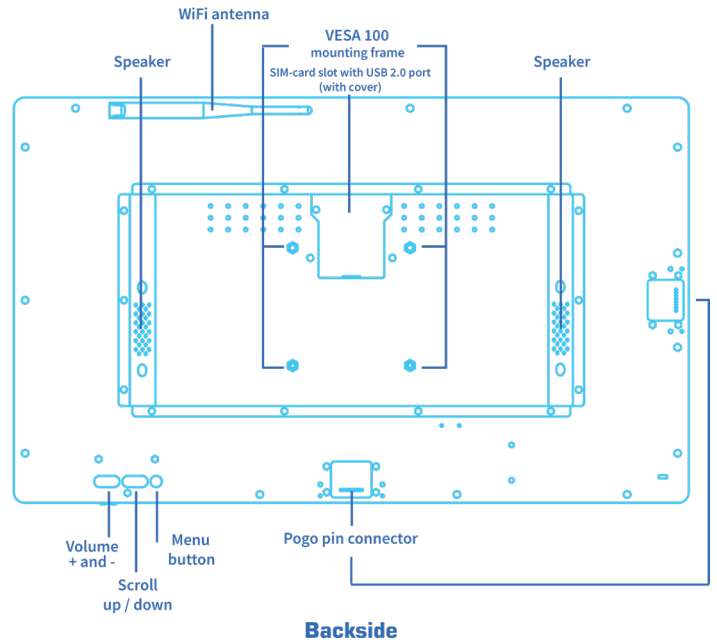 WiFi antenna
VESA 100
mounting frame
Speaker
SIM-card slot with USB 2.0 port
(with cover)
Speaker
Volume
+ and -
Menu
button
Scroll
up / down
Pogo pin connector
Backside